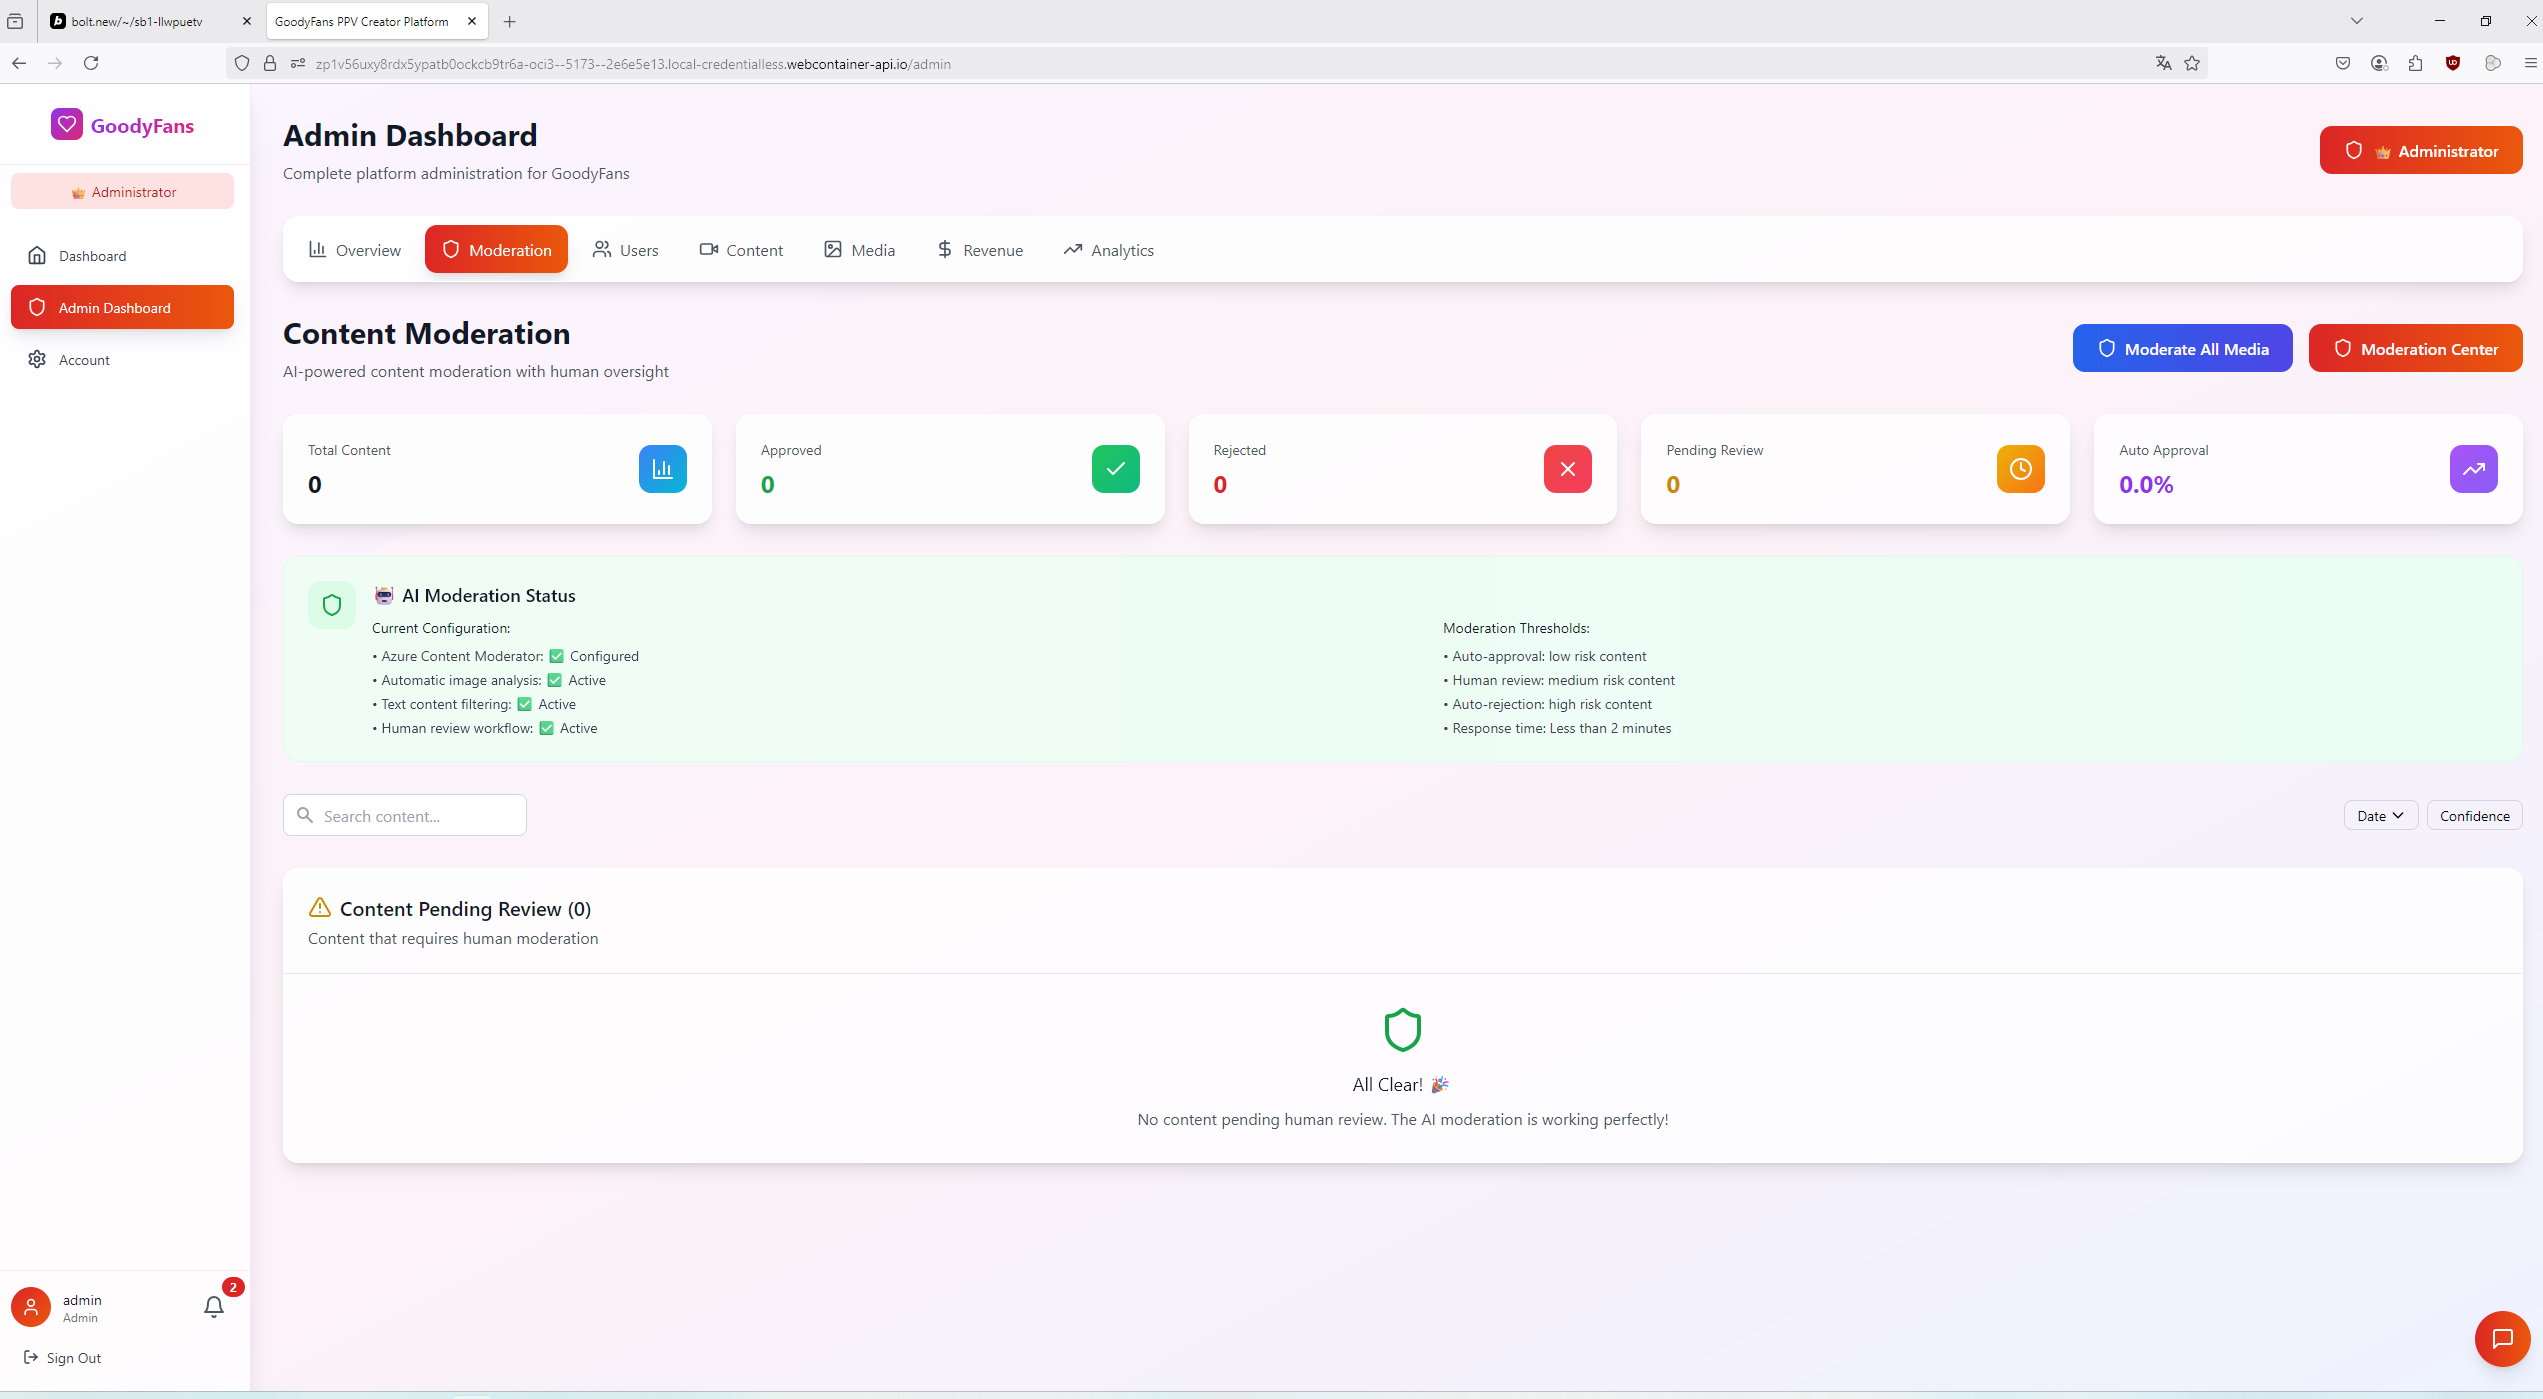 bolt.new/~/sb1-llwpuetv
GoodyFans PPV Creator Platform
zp1v56uxy8rdx5ypatb0ockcb9tr6a-oci3--5173--2e6e5e13.local-credentialless.webcontainer-api.io/admin
GoodyFans
Administrator
Dashboard
Admin Dashboard
Account
Admin Dashboard
Complete platform administration for GoodyFans
Administrator
Overview
Moderation
Users
Content
Media
Revenue
Analytics
Content Moderation
AI-powered content moderation with human oversight
Moderate All Media
Moderation Center
Total Content
0
Approved
0
Rejected
0
Pending Review
0
Auto Approval
0.0%
AI Moderation Status
Current Configuration:
• Azure Content Moderator: ✅ Configured
• Automatic image analysis: ✅ Active
• Text content filtering: ✅ Active
• Human review workflow: ✅ Active
Moderation Thresholds:
• Auto-approval: low risk content
• Human review: medium risk content
• Auto-rejection: high risk content
• Response time: Less than 2 minutes
Search content...
Date
Confidence
Content Pending Review (0)
Content that requires human moderation
All Clear! 🎉
No content pending human review. The AI moderation is working perfectly!
admin
Admin
2
Sign Out